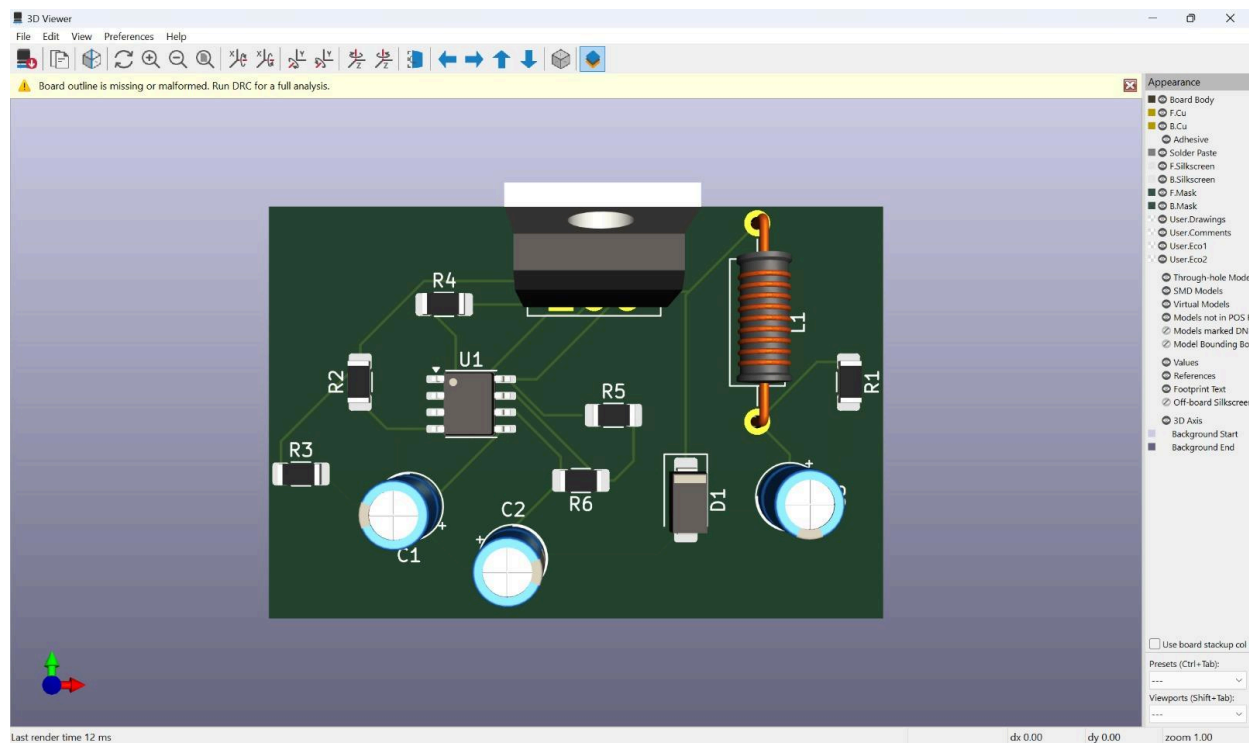 3D Viewer
File Edit View Preferences Help
Board outline is missing or malformed. Run DRC for a full analysis.
Appearance
Board Body
F.Cu
B.Cu
Adhesive
Solder Paste
F.Silkscreen
B.Silkscreen
F.Mask
B.Mask
User.Drawings
User.Comments
User.Eco1
User.Eco2
Through-hole Mode
SMD Models
Virtual Models
Models not in POS
Models marked DN
Model Bounding Bo
Values
References
Footprint Text
Off-board Silkscreen
3D Axis
Background Start
Background End
R4
U1
L1
R2
R5
R1
R3
R6
D1
C2
C1
Use board stackup col
Presets (Ctrl+Tab):
---
Viewports (Shift+Tab):
---
Last render time 12 ms
dx 0.00
dy 0.00
zoom 1.00